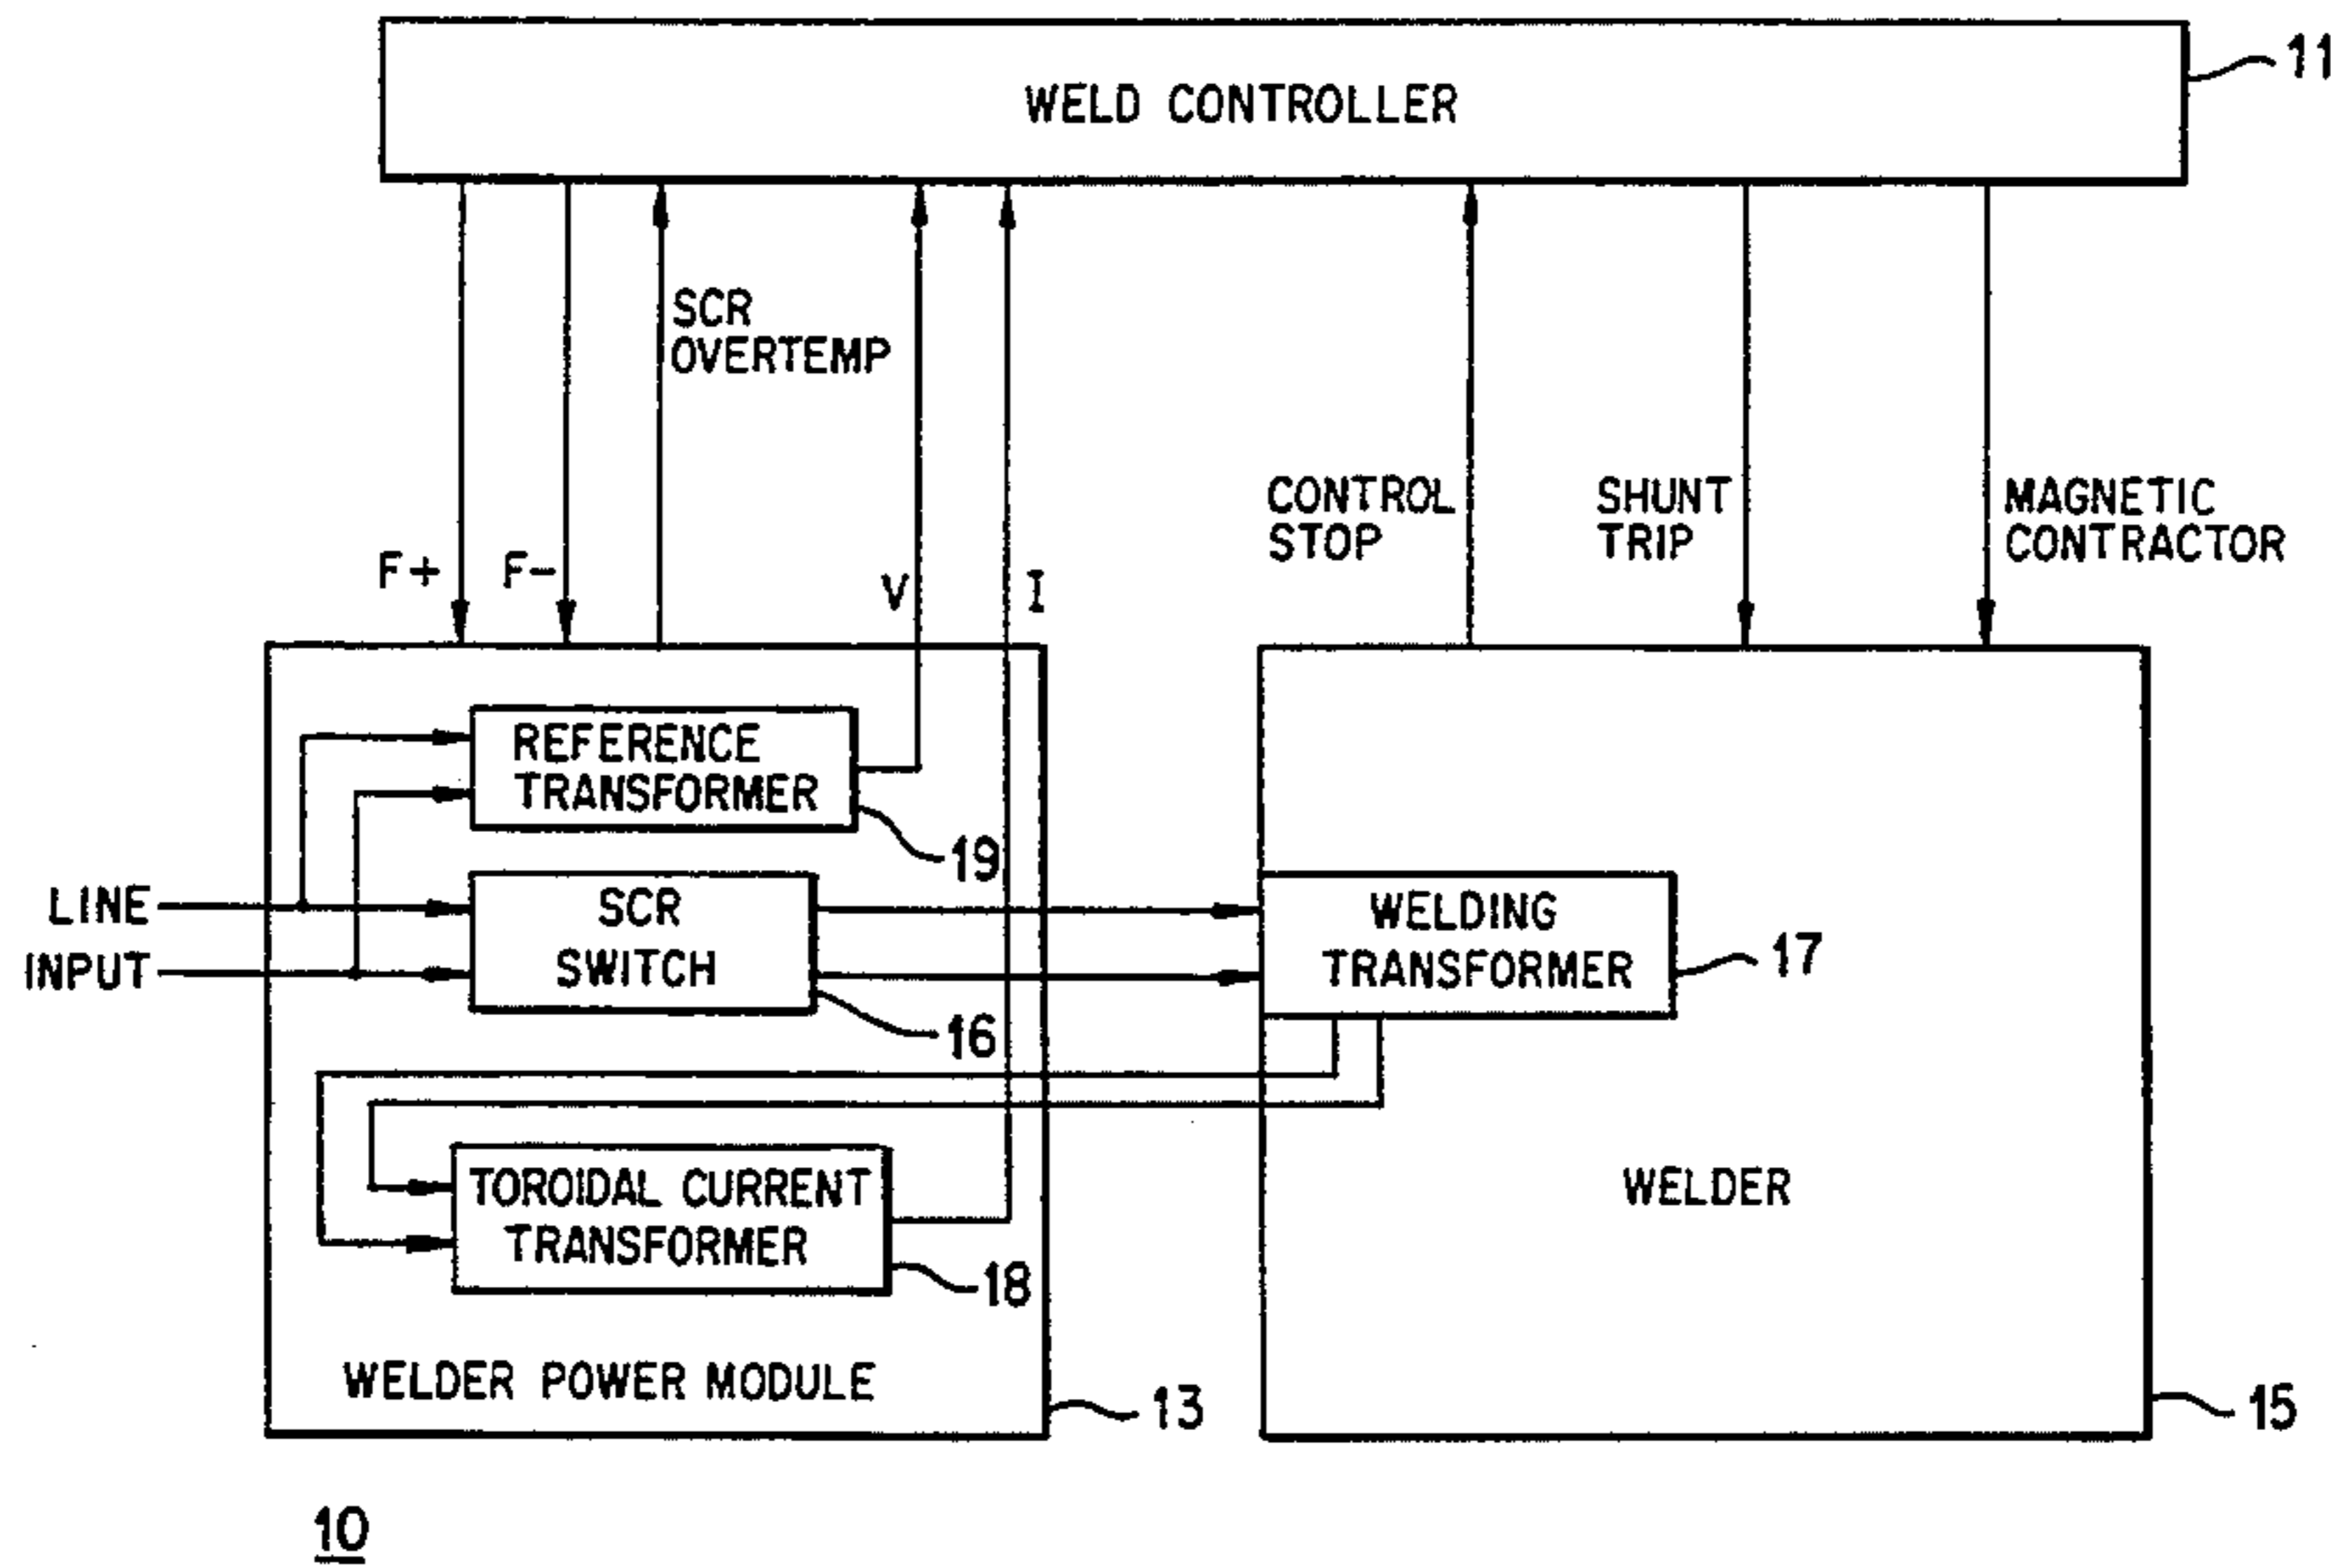 WELD CONTROLLER
11
SCR
OVERTEMP
F+
F-
V
I
CONTROL
STOP
SHUNT
TRIP
MAGNETIC
CONTRACTOR
REFERENCE
TRANSFORMER
19
LINE
INPUT
SCR
SWITCH
16
WELDING
TRANSFORMER
17
TOROIDAL CURRENT
TRANSFORMER
18
WELDER
WELDER POWER MODULE
13
15
10